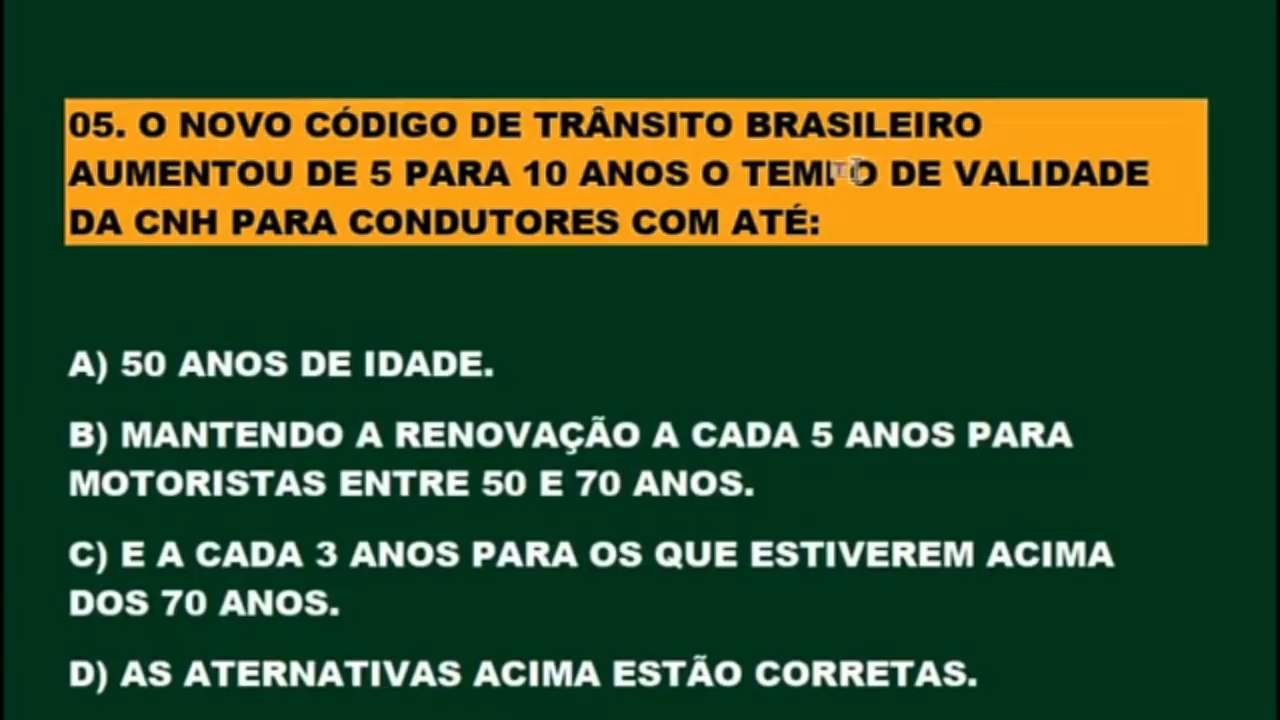 05. O NOVO CÓDIGO DE TRÂNSITO BRASILEIRO
AUMENTOU DE 5 PARA 10 ANOS O TEMPO DE VALIDADE
DA CNH PARA CONDUTORES COM ATÉ:
A) 50 ANOS DE IDADE.
B) MANTENDO A RENOVAÇÃO A CADA 5 ANOS PARA
MOTORISTAS ENTRE 50 E 70 ANOS.
C) E A CADA 3 ANOS PARA OS QUE ESTIVEREM ACIMA
DOS 70 ANOS.
D) AS ATERNATIVAS ACIMA ESTÃO CORRETAS.